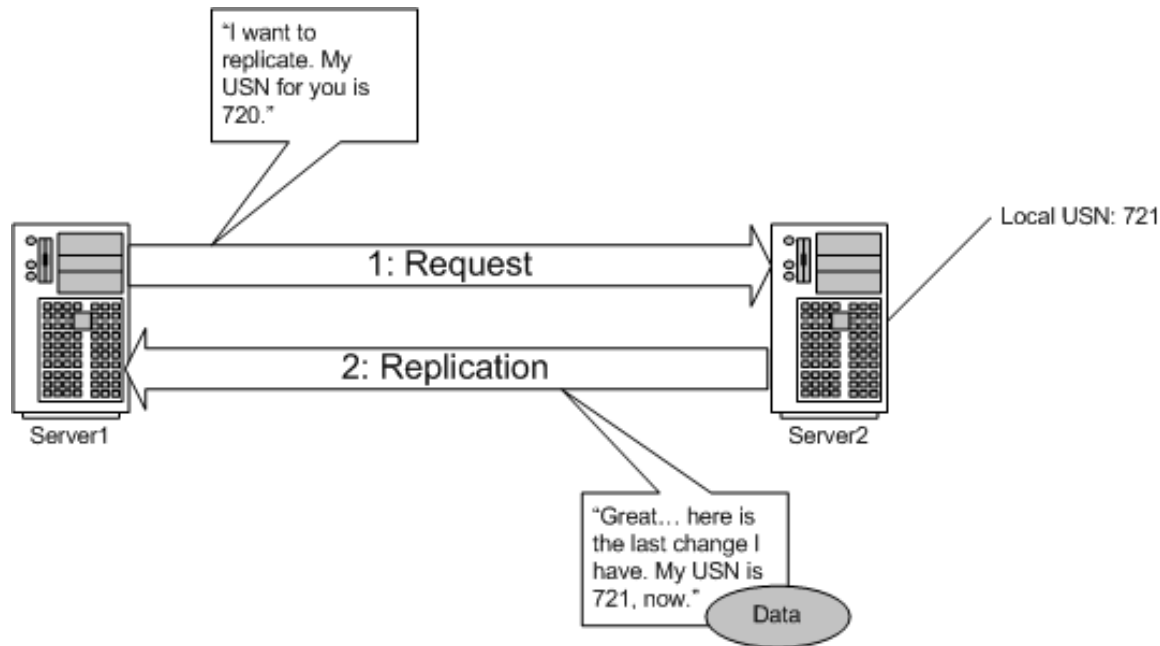 “I want to
replicate. My
USN for you is
720.”
Local USN: 721
1: Request
2: Replication
Server1
Server2
“Great... here is
the last change I
have. My USN is
721, now.”
Data